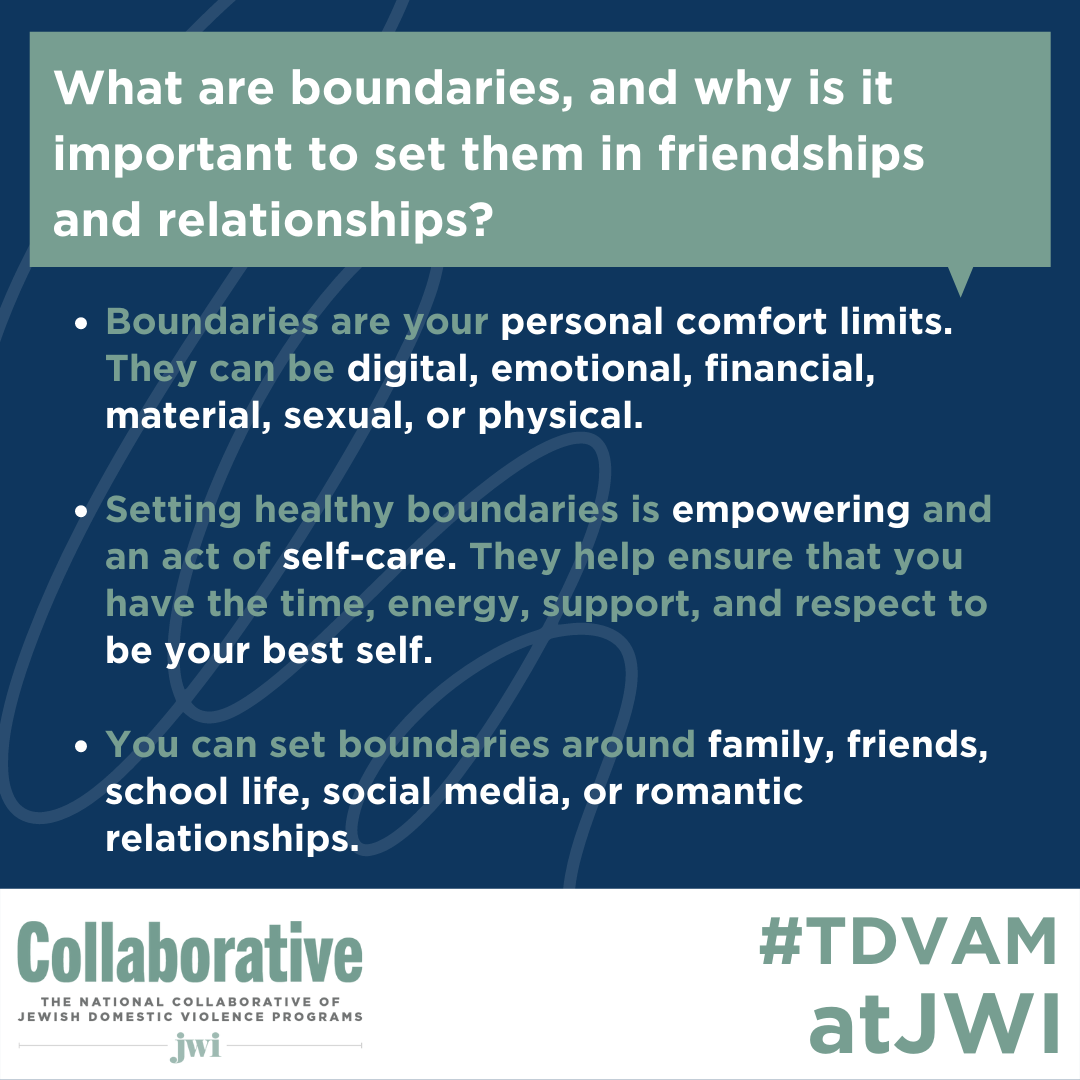 What are boundaries, and why is it
important to set them in friendships
and relationships?
• Boundaries are your personal comfort limits.
They can be digital, emotional, financial,
material, sexual, or physical.
• Setting healthy boundaries is empowering and
an act of self-care. They help ensure that you
have the time, energy, support, and respect to
be your best self.
• You can set boundaries around family, friends,
school life, social media, or romantic
relationships.
Collaborative
THE NATIONAL COLLABORATIVE OF
JEWISH DOMESTIC VIOLENCE PROGRAMS
jwi
#TDVAM
atJWI